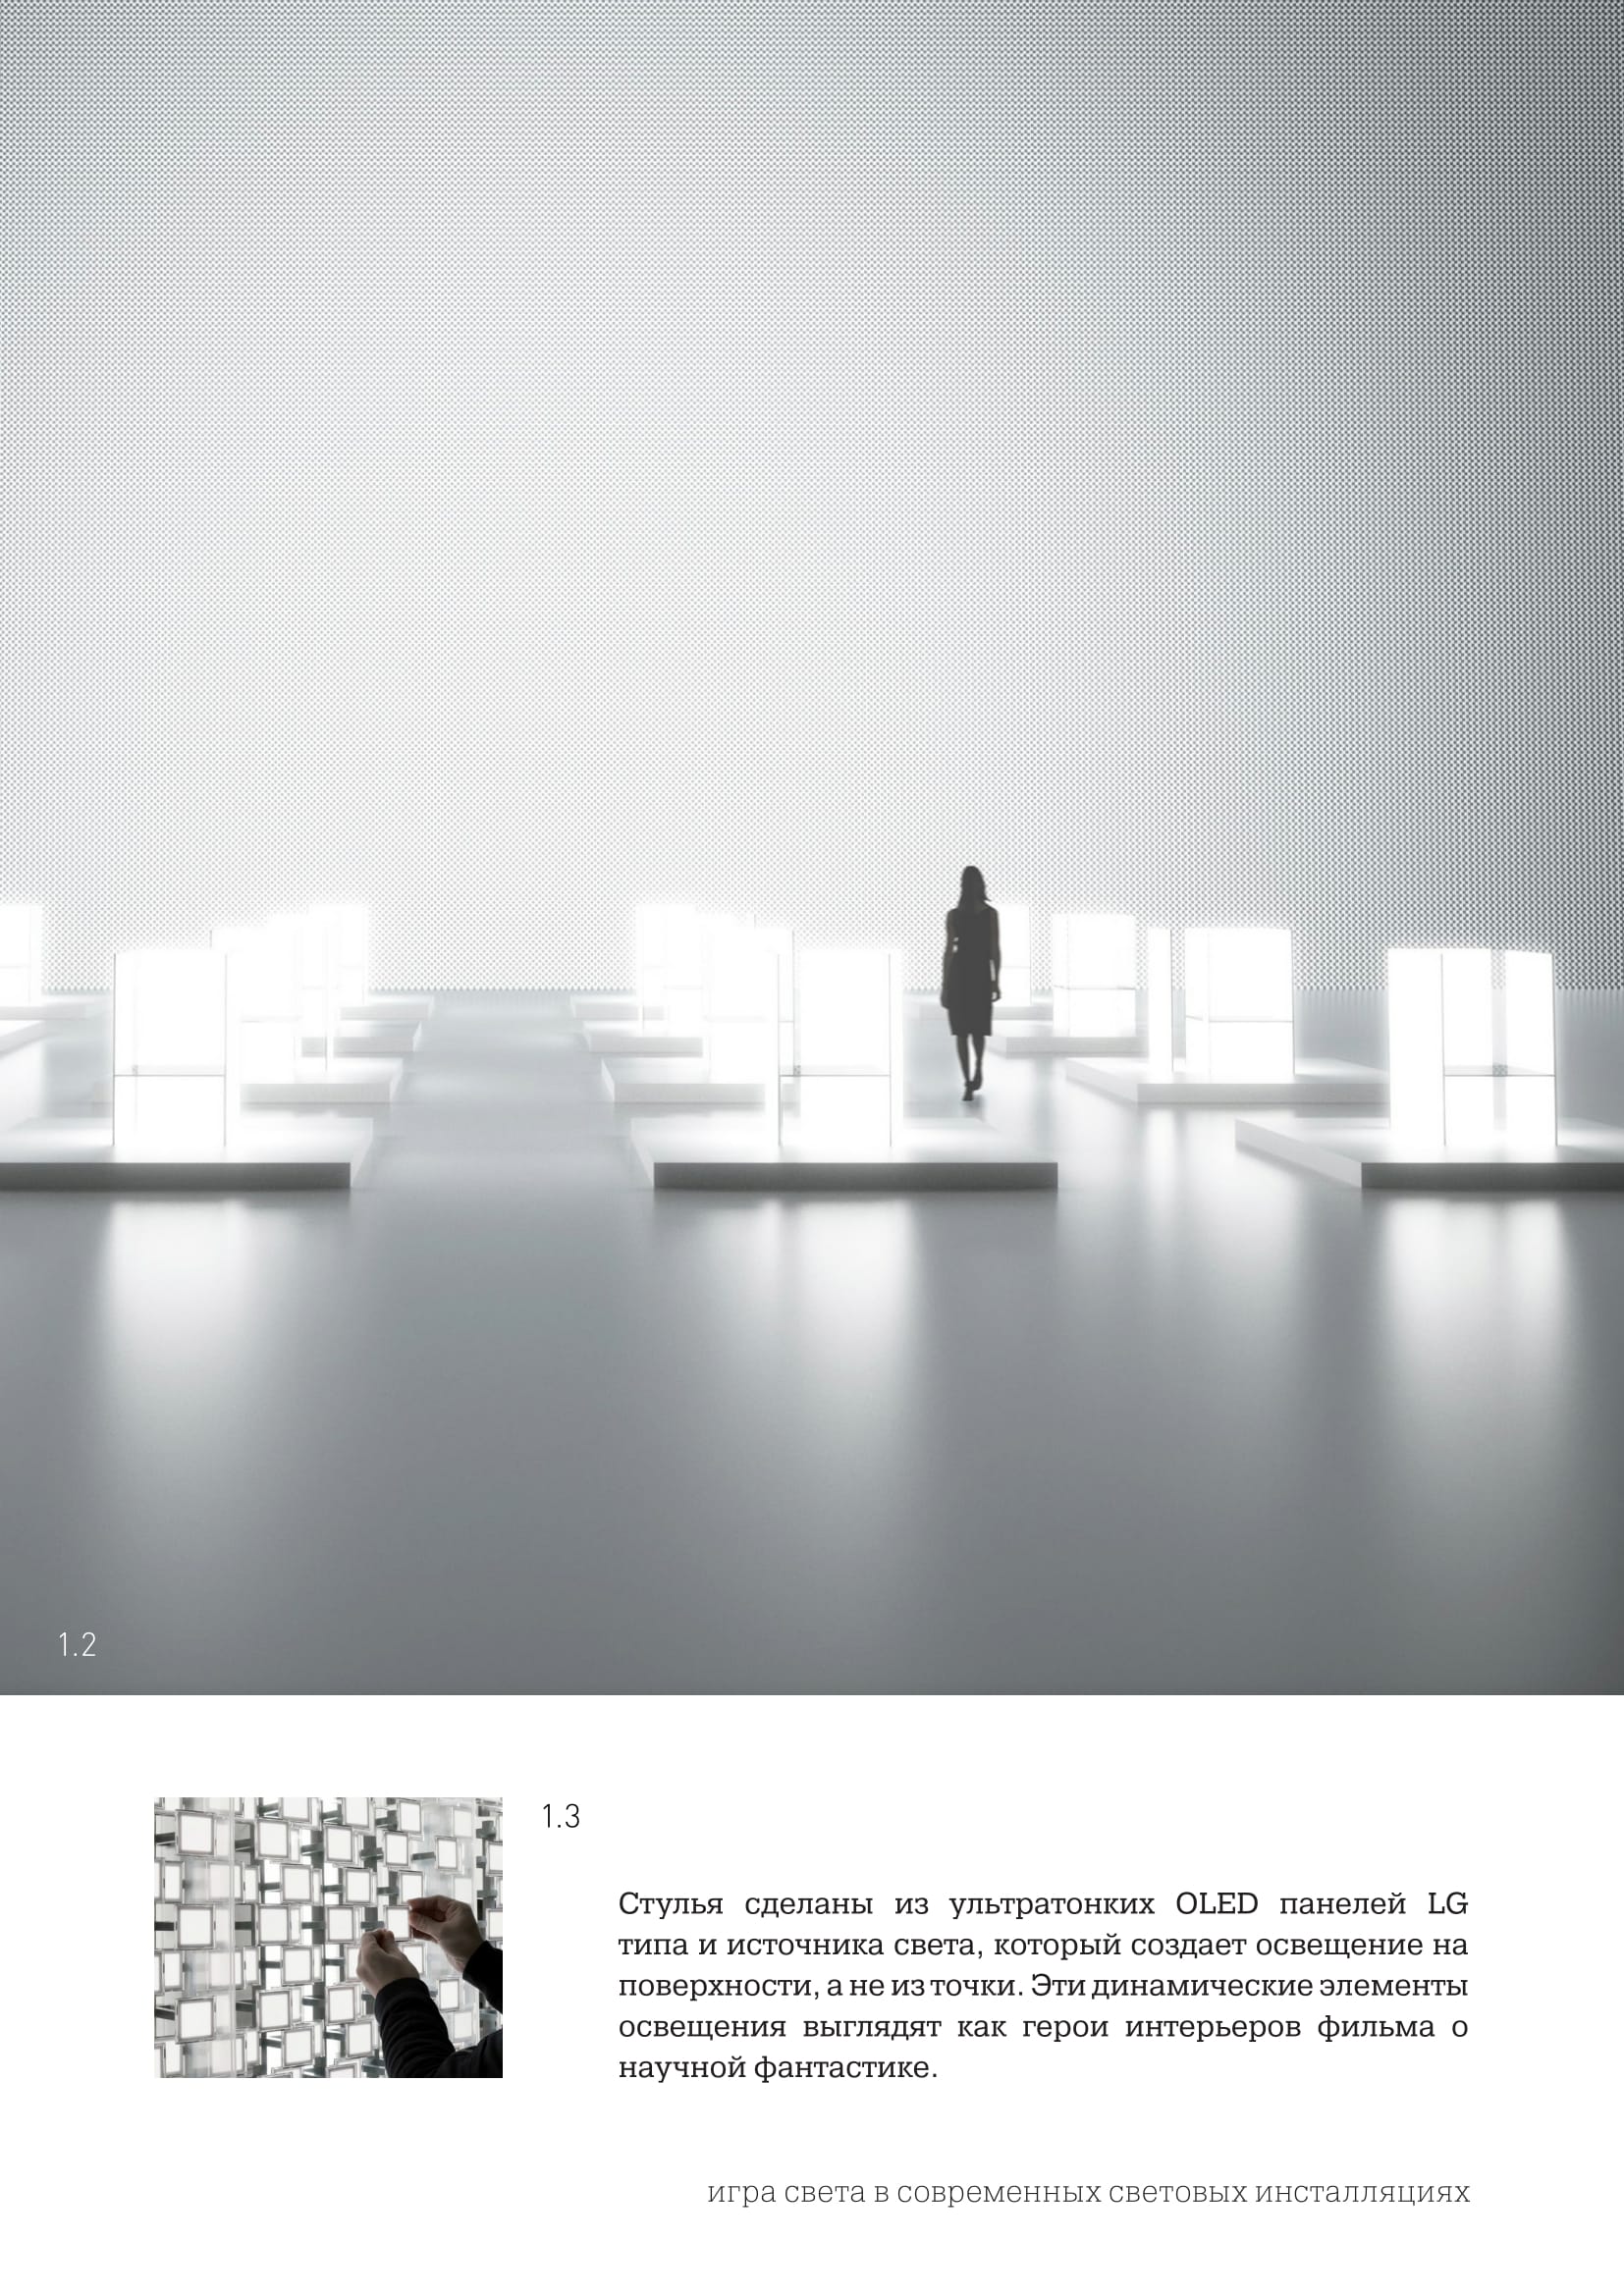 1.2
1.3
Стулья сделаны из ультратонких OLED панелей LG
типа и источника света, который создает освещение на
поверхности, а не из точки. Эти динамические элементы
освещения выглядят как герои интерьеров фильма о
научной фантастике.
игра света в современных световых инсталляциях